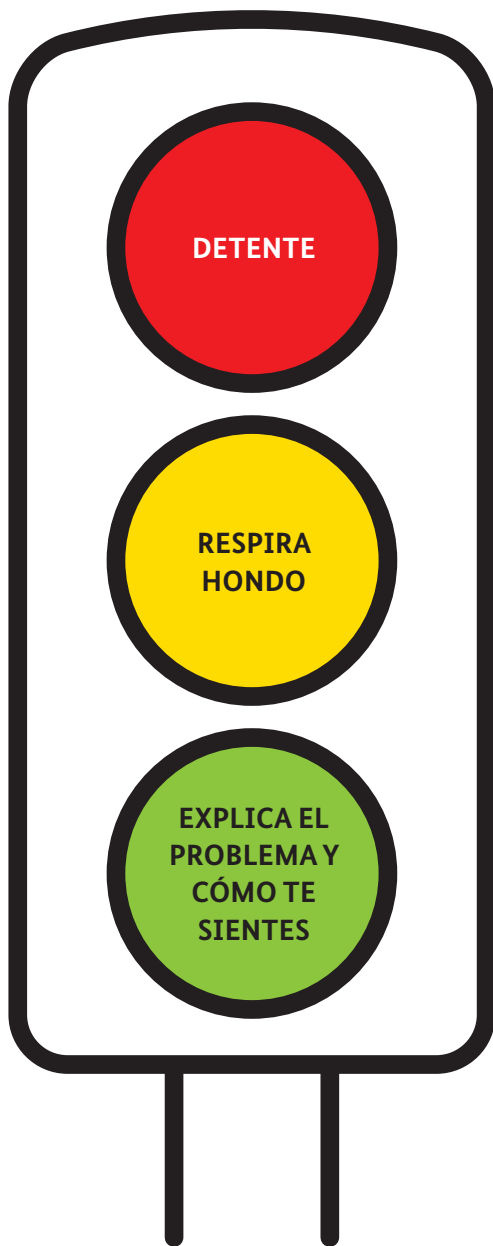 DETENTE
RESPIRA
HONDO
EXPLICA EL
PROBLEMA Y
CÓMO TE
SIENTES